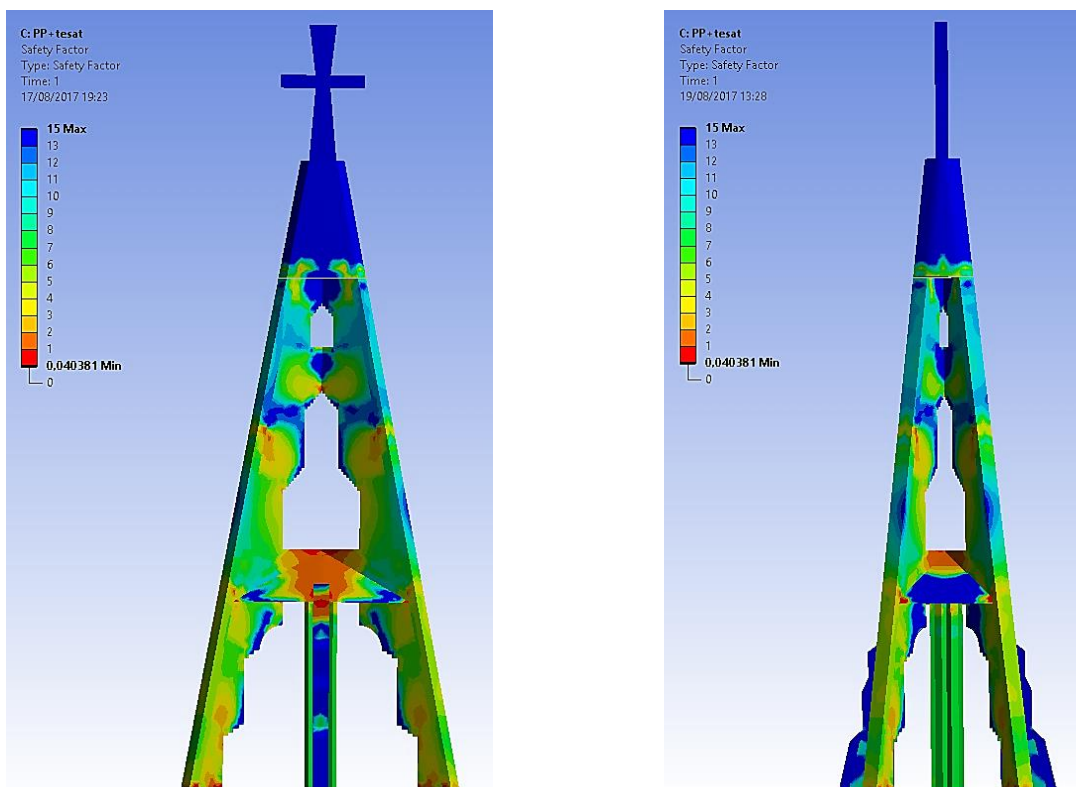 C: PP+tesat
Safety Factor
Type: Safety Factor
Time: 1
17/08/2017 19:23
15 Max
13
12
11
10
9
8
7
6
5
4
3
2
1
0,040381 Min
0
C: PP+tesat
Safety Factor
Type: Safety Factor
Time: 1
19/08/2017 13:28
15 Max
13
12
11
10
9
8
7
6
5
4
3
2
1
0,040381 Min
0